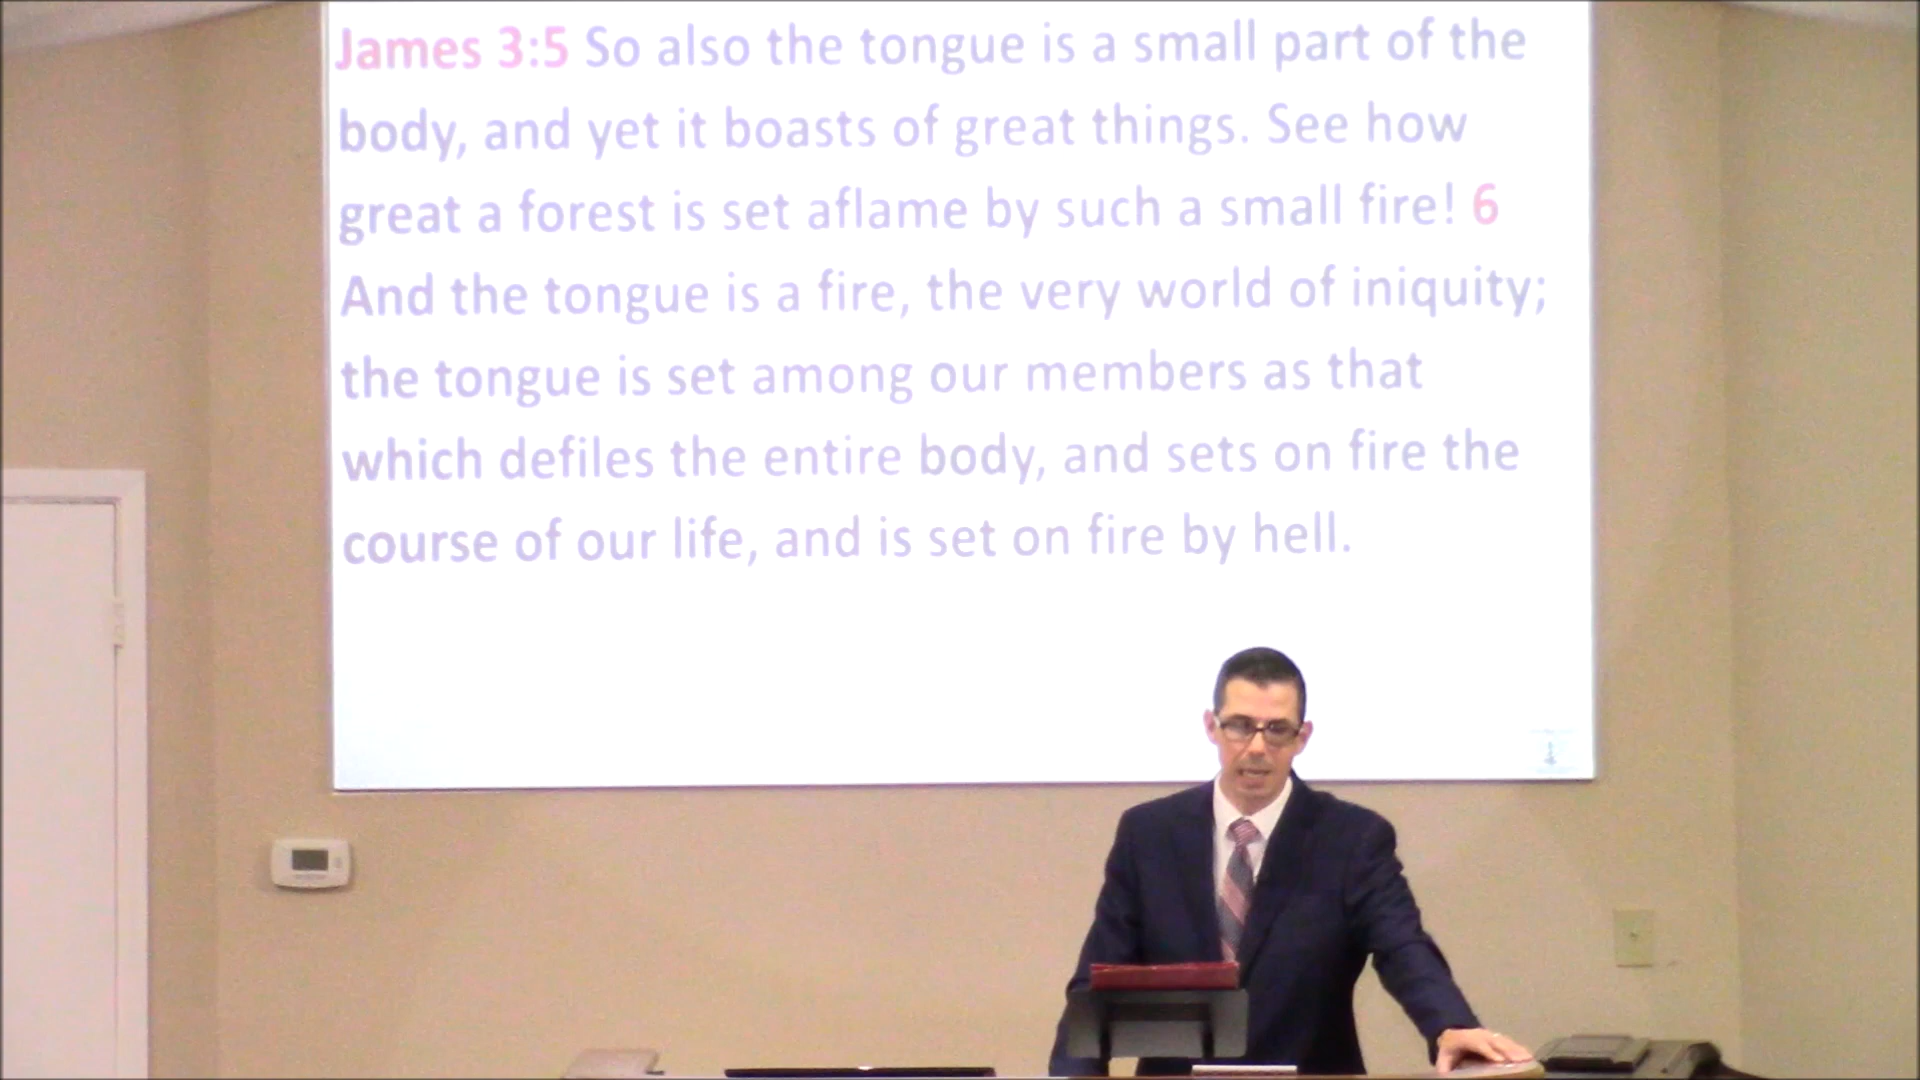 James 3:5 So also the tongue is a small part of the
body, and yet it boasts of great things. See how
great a forest is set aflame by such a small fire! 6
And the tongue is a fire, the very world of iniquity;
the tongue is set among our members as that
which defiles the entire body, and sets on fire the
course of our life, and is set on fire by hell.